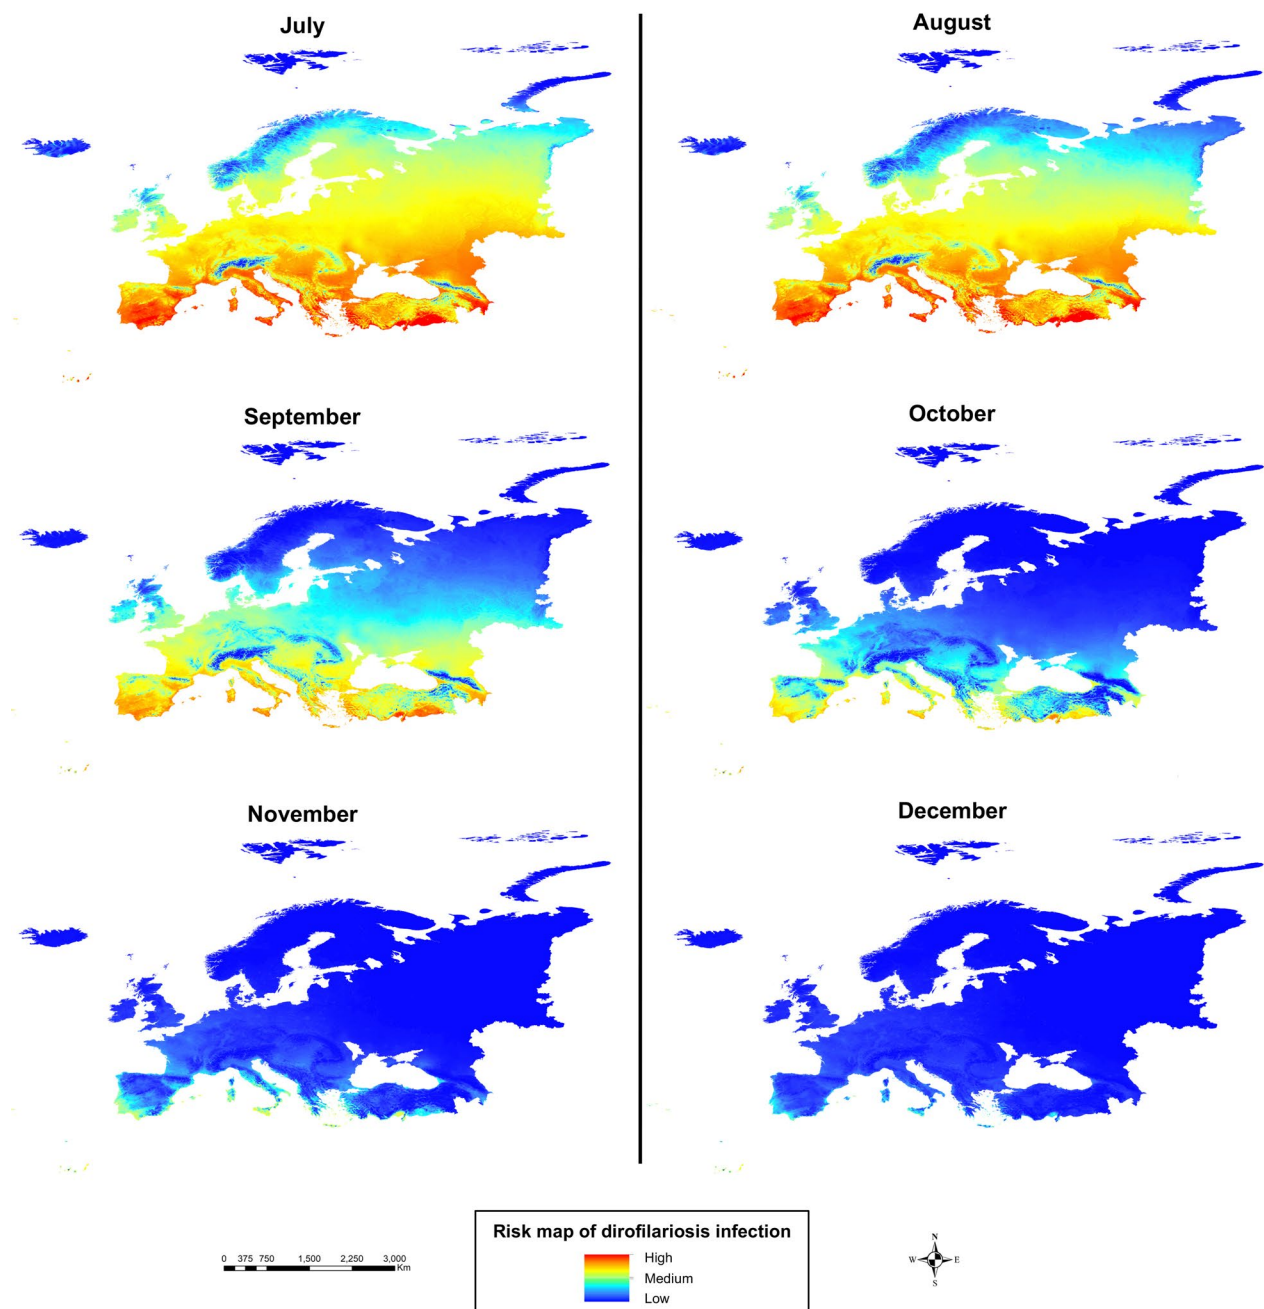 July
August
September
October
November
December
Risk map of dirofilariosis infection
High
Medium
Low
0 375 750 1,500 2,250 3,000
Km
N
W E
S